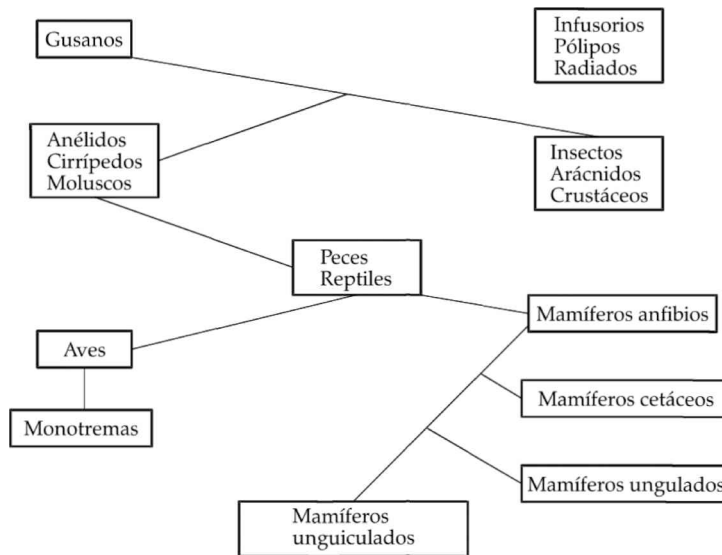 Gusanos
Infusorios
Pólipos
Radiados
Anélidos
Cirrípedos
Moluscos
Insectos
Arácnidos
Crustáceos
Peces
Reptiles
Mamíferos anfibios
Aves
Mamíferos cetáceos
Monotremas
Mamíferos ungulados
Mamíferos
unguiculados